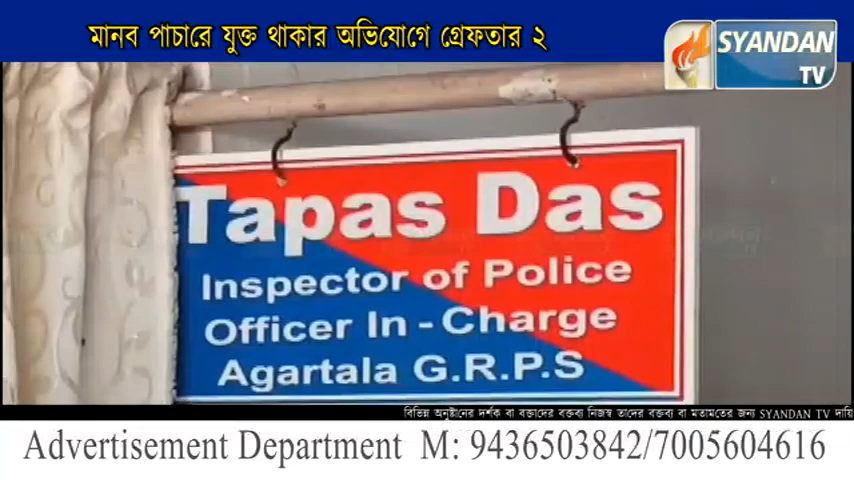 মানব পাচারে যুক্ত থাকার অভিযোগে গ্রেফতার ২
SYANDAN
TV
Tapas Das
Inspector of Police
Officer In - Charge
Agartala G.R.P.S
বিভিন্ন অনুষ্ঠানের দর্শক বা বক্তাদের বক্তব্য নিজস্ব তাদের বক্তব্য বা মতামতের জন্য SYANDAN TV দায়ি
Advertisement Department M: 9436503842/7005604616